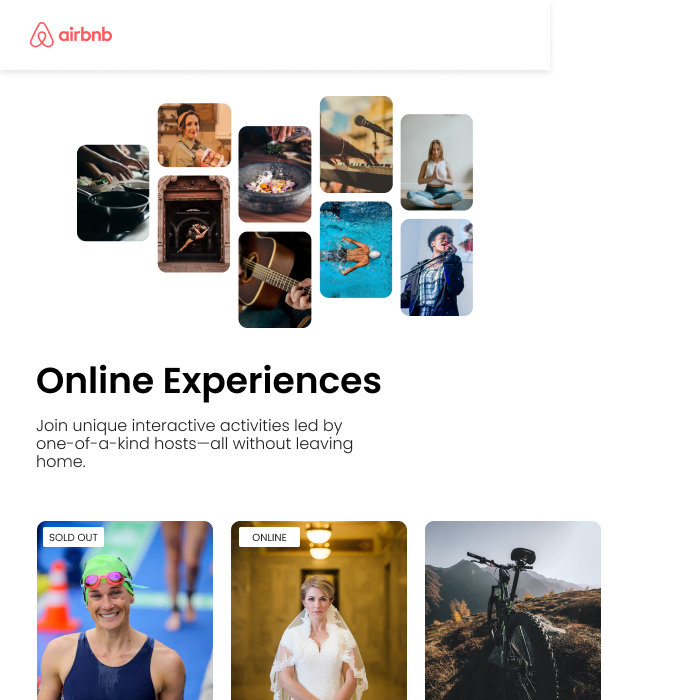 airbnb
Online Experiences
Join unique interactive activities led by
one-of-a-kind hosts—all without leaving
home.
SOLD OUT
ONLINE